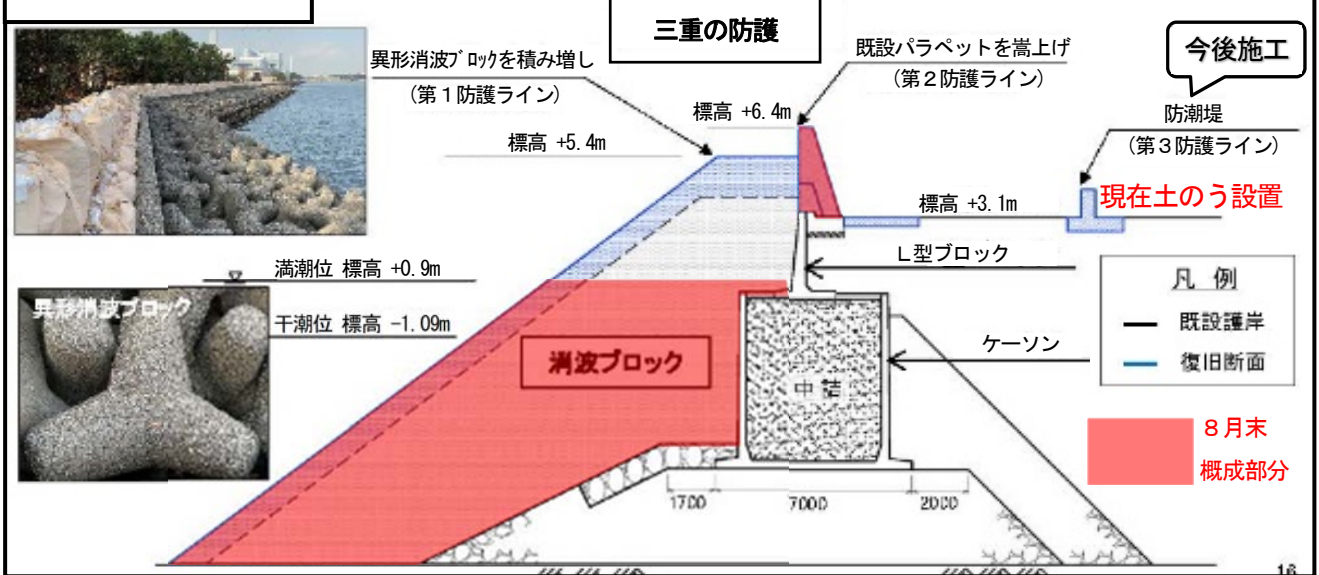 三重の防護
異形消波ﾌﾞﾛｯｸを積み増し
(第１防護ライン)
既設パラペットを嵩上げ
(第２防護ライン)
今後施工
防潮堤
(第３防護ライン)
標高 +6.4m
標高 +5.4m
現在土のう設置
標高 +3.1m
満潮位 標高 +0.9m
干潮位 標高 -1.09m
異形消波ブロック
消波ブロック
Ｌ型ブロック
ケーソン
中詰
凡 例
既設護岸
復旧断面
８月末
概成部分
1700
7000
2000
16